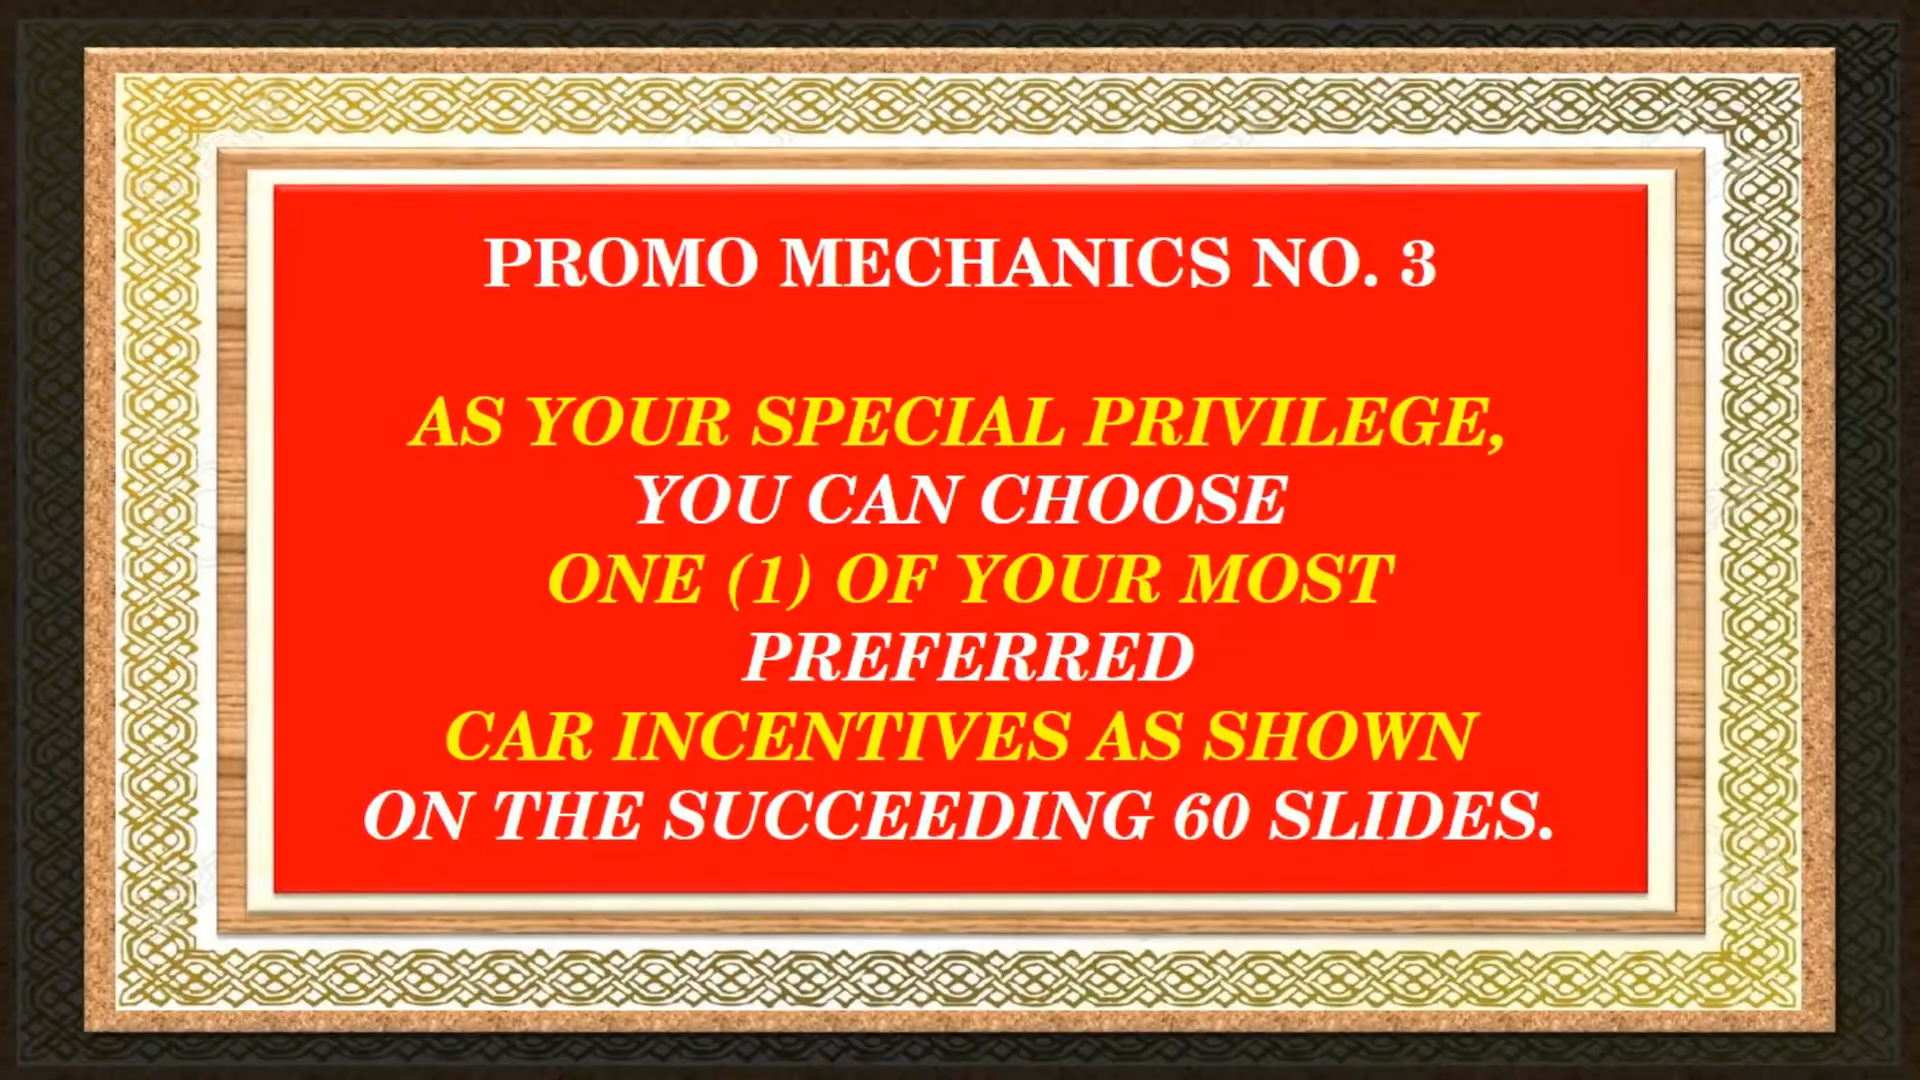 PROMO MECHANICS NO. 3
AS YOUR SPECIAL PRIVILEGE,
YOU CAN CHOOSE
ONE (1) OF YOUR MOST
PREFERRED
CAR INCENTIVES AS SHOWN
ON THE SUCCEEDING 60 SLIDES.